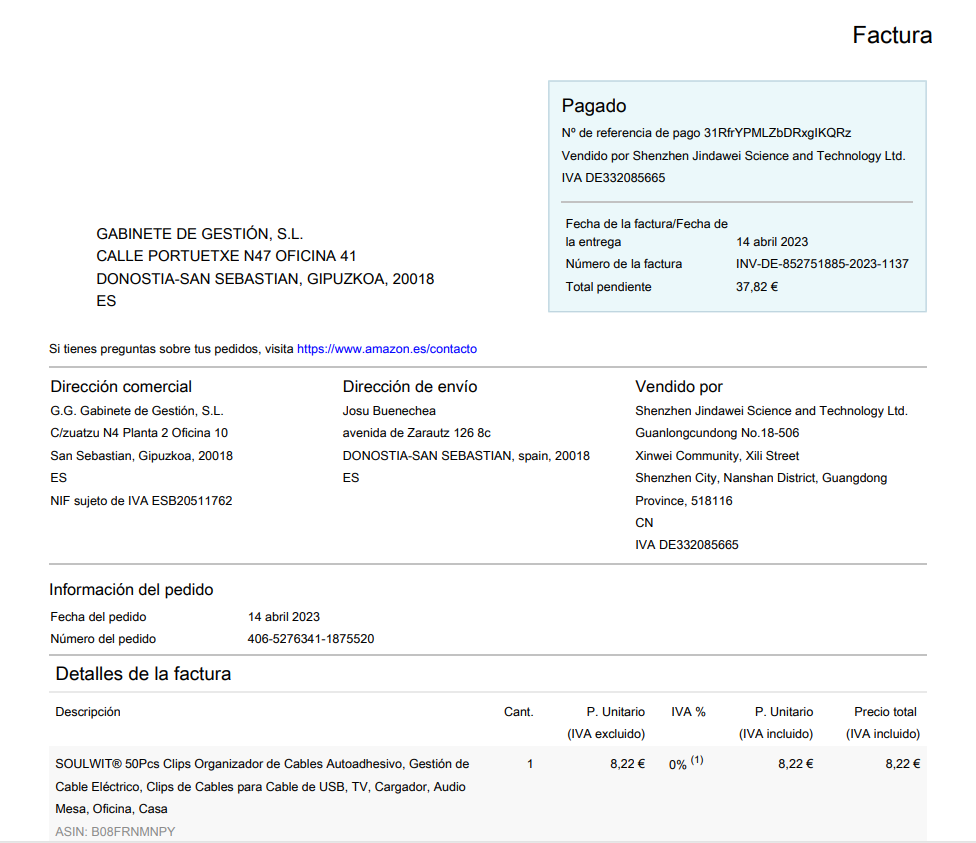 Factura
Pagado
Nº de referencia de pago 31RfrYPMLZbDRxgIKQRz
Vendido por Shenzhen Jindawei Science and Technology Ltd.
IVA DE332085665
Fecha de la factura/Fecha de
la entrega 14 abril 2023
Número de la factura INV-DE-852751885-2023-1137
Total pendiente 37,82 €
GABINETE DE GESTIÓN, S.L.
CALLE PORTUETXE N47 OFICINA 41
DONOSTIA-SAN SEBASTIAN, GIPUZKOA, 20018
ES
Si tienes preguntas sobre tus pedidos, visita https://www.amazon.es/contacto
Dirección comercial
G.G. Gabinete de Gestión, S.L.
C/zuatzu N4 Planta 2 Oficina 10
San Sebastian, Gipuzkoa, 20018
ES
NIF sujeto de IVA ESB20511762
Dirección de envío
Josu Buenechea
avenida de Zarautz 126 8c
DONOSTIA-SAN SEBASTIAN, spain, 20018
ES
Vendido por
Shenzhen Jindawei Science and Technology Ltd.
Guanlongcundong No.18-506
Xinwei Community, Xili Street
Shenzhen City, Nanshan District, Guangdong
Province, 518116
CN
IVA DE332085665
Información del pedido
Fecha del pedido 14 abril 2023
Número del pedido 406-5276341-1875520
Detalles de la factura
Descripción Cant. P. Unitario IVA % P. Unitario Precio total
(IVA excluido) (IVA incluido) (IVA incluido)
SOULWIT® 50Pcs Clips Organizador de Cables Autoadhesivo, Gestión de 1 8,22 € 0% (1) 8,22 € 8,22 €
Cable Eléctrico, Clips de Cables para Cable de USB, TV, Cargador, Audio
Mesa, Oficina, Casa
ASIN: B08FRNMNPY